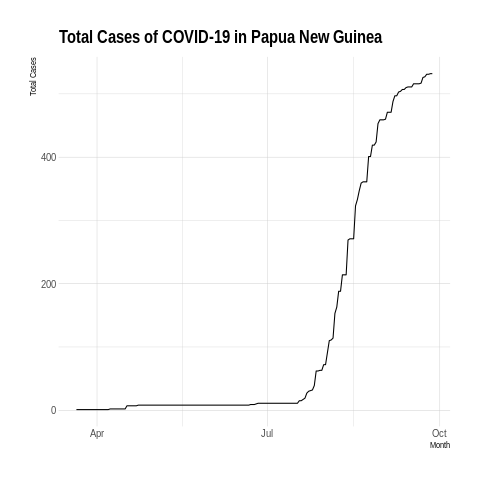 Total Cases of COVID-19 in Papua New Guinea
Total Cases
400
200
0
Apr Jul Oct
Month